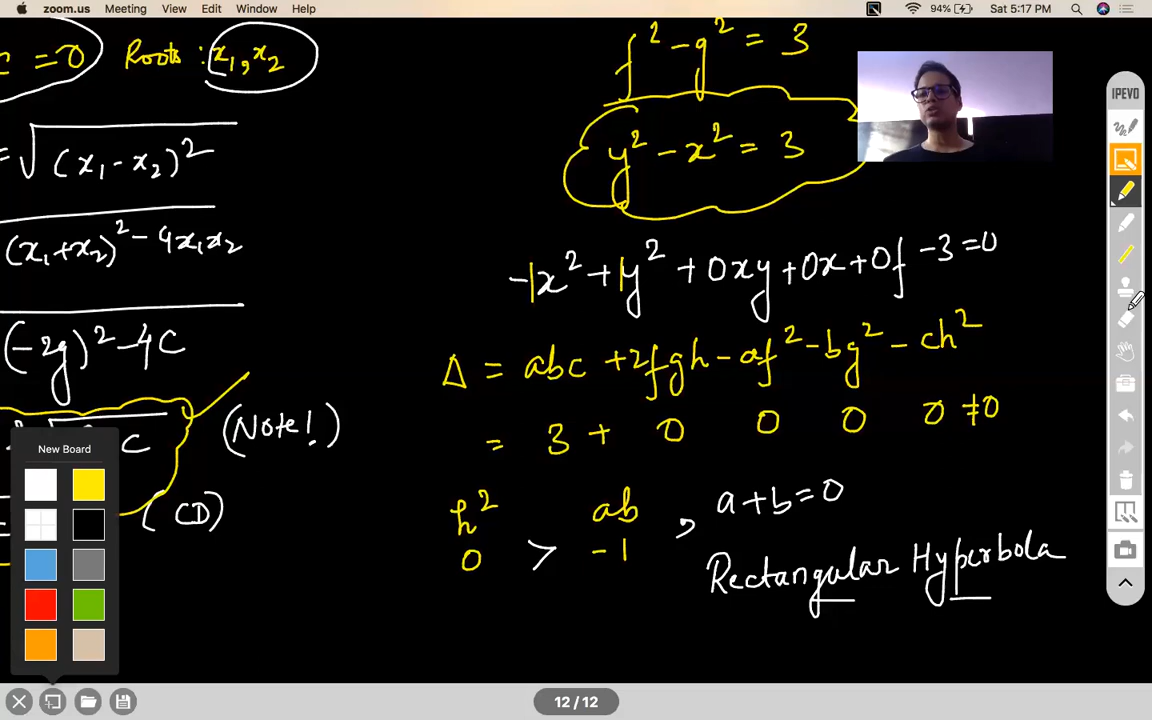 zoom.us Meeting View Edit Window Help
94% Sat 5:17 PM
c = 0 Roots : x₁, x₂
= √(x₁-x₂)²
(x₁+x₂)² - 4x₁x₂
(-2g)² - 4C
C
(Note!)
(CD)
f² - g² = 3
y² - x² = 3
-1x² + 1y² + 0xy + 0x + 0f - 3 = 0
Δ = abc + 2fgh - af² - bg² - ch²
= 3 + 0 0 0 0 ≠ 0
h² ab , a + b = 0
0 > -1
Rectangular Hyperbola
IPEVO
New Board
12 / 12